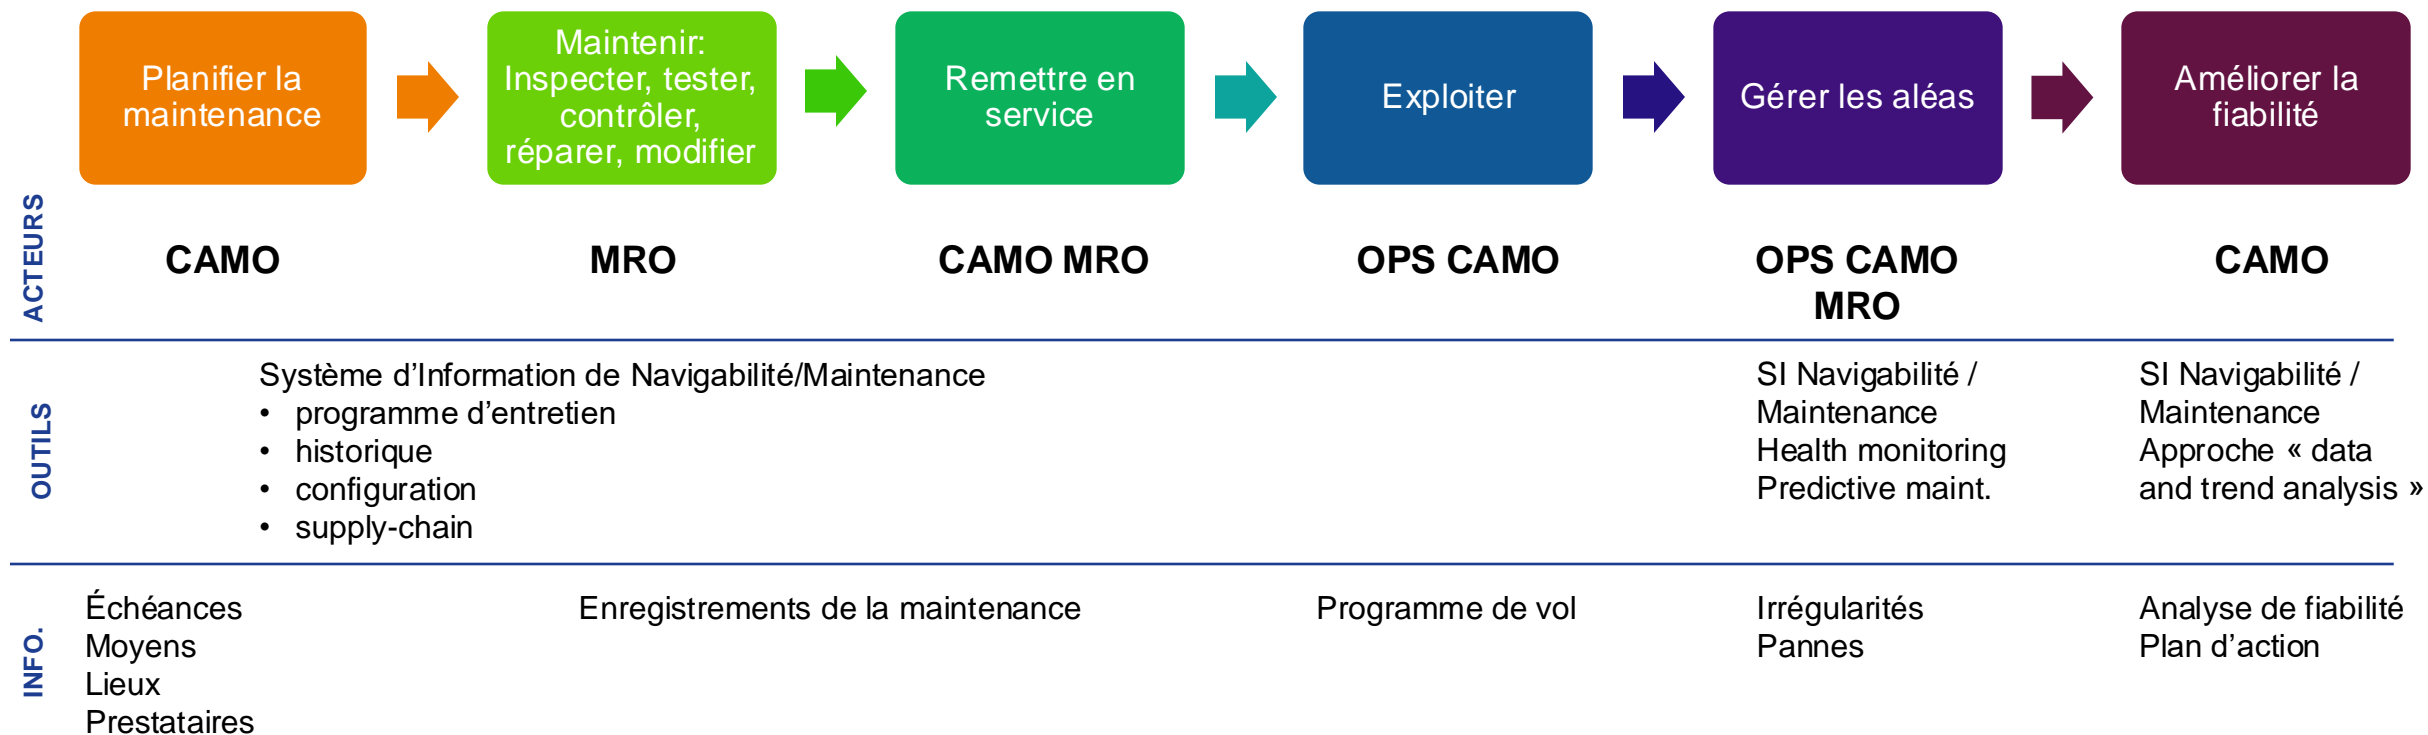 Planifier la
maintenance
Maintenir:
Inspecter, tester,
contrôler,
réparer, modifier
Remettre en
service
Exploiter
Gérer les aléas
Améliorer la
fiabilité
ACTEURS
CAMO
MRO
CAMO MRO
OPS CAMO
OPS CAMO
MRO
CAMO
OUTILS
Système d’Information de Navigabilité/Maintenance
• programme d’entretien
• historique
• configuration
• supply-chain
SI Navigabilité /
Maintenance
Health monitoring
Predictive maint.
SI Navigabilité /
Maintenance
Approche « data
and trend analysis »
INFO.
Échéances
Moyens
Lieux
Prestataires
Enregistrements de la maintenance
Programme de vol
Irrégularités
Pannes
Analyse de fiabilité
Plan d’action